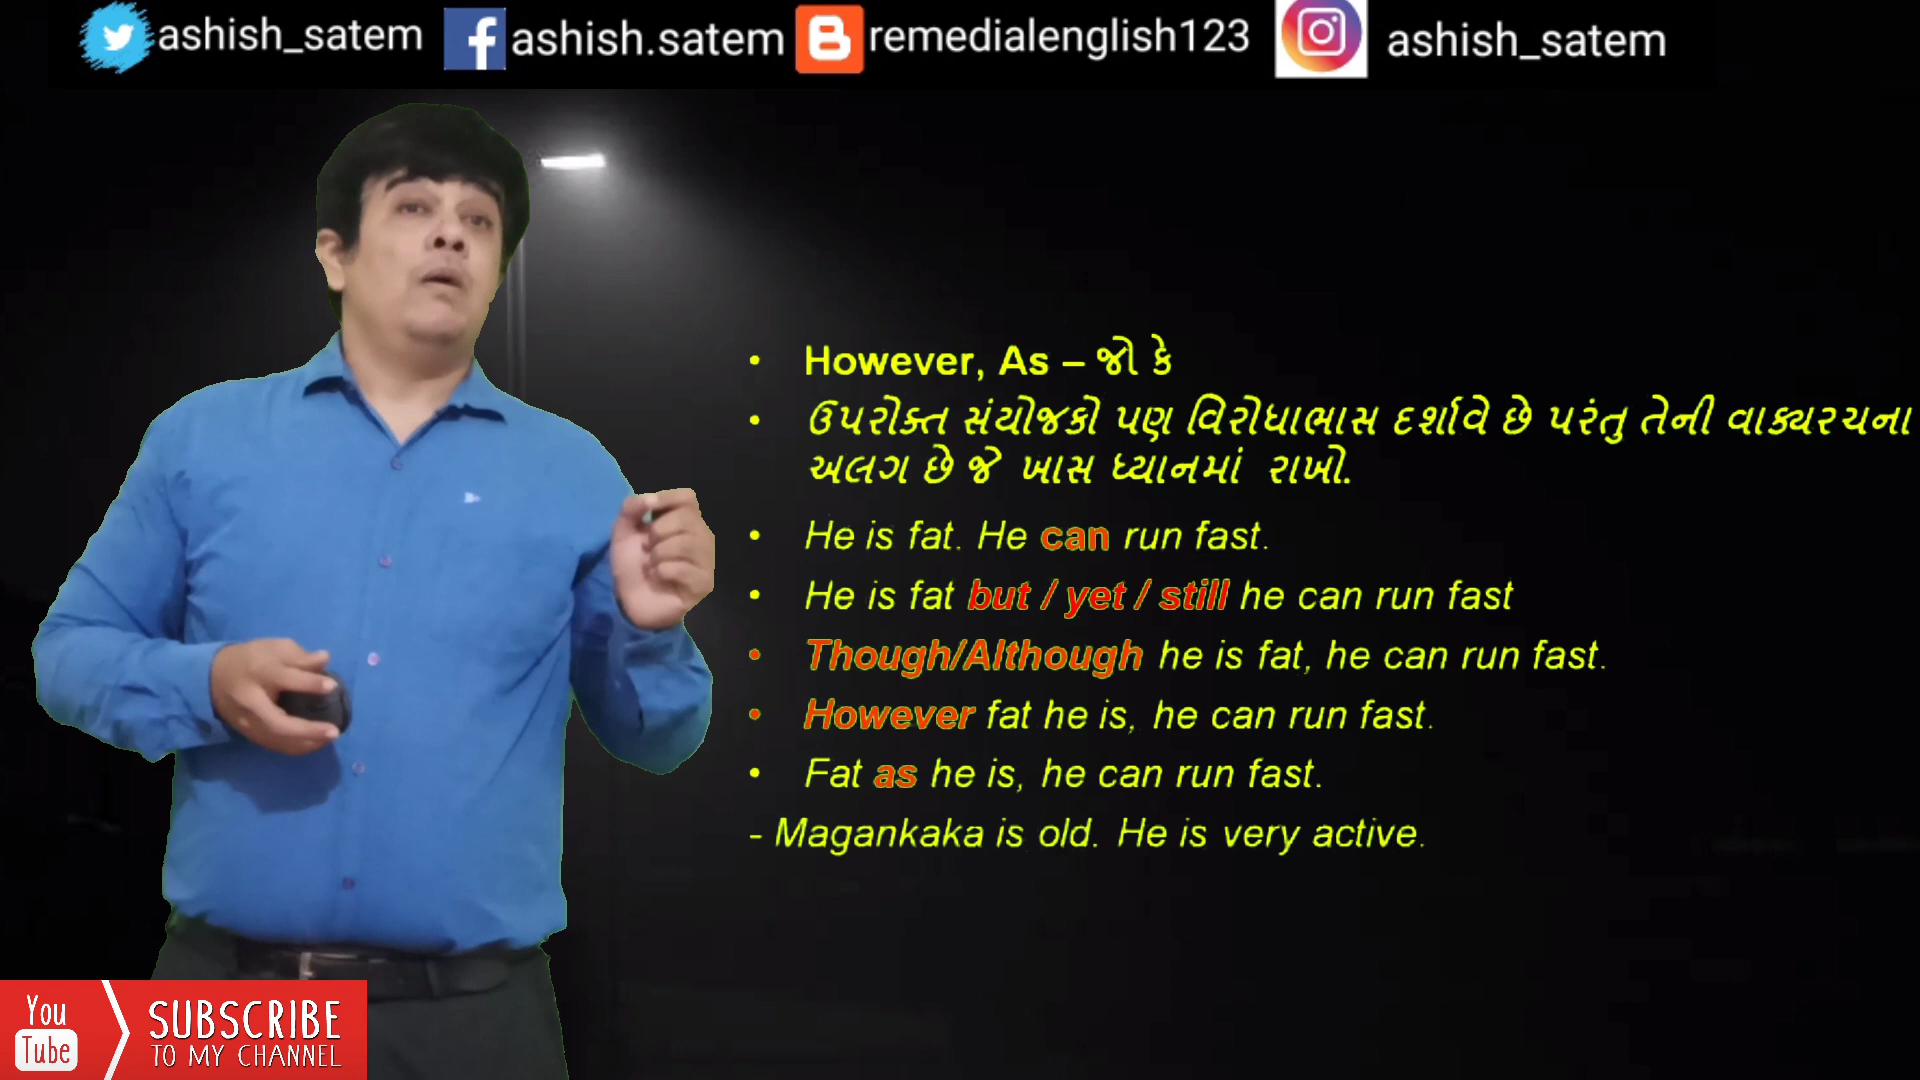 ashish_satem ashish.satem remedialenglish123 ashish_satem
• However, As – જો કે
• ઉપરોક્ત સંયોજકો પણ વિરોધાભાસ દર્શાવે છે પરંતુ તેની વાક્યરચના
અલગ છે જે ખાસ ધ્યાનમાં રાખો.
• He is fat. He can run fast.
• He is fat but / yet / still he can run fast
• Though/Although he is fat, he can run fast.
• However fat he is, he can run fast.
• Fat as he is, he can run fast.
- Magankaka is old. He is very active.
You
Tube
SUBSCRIBE
TO MY CHANNEL